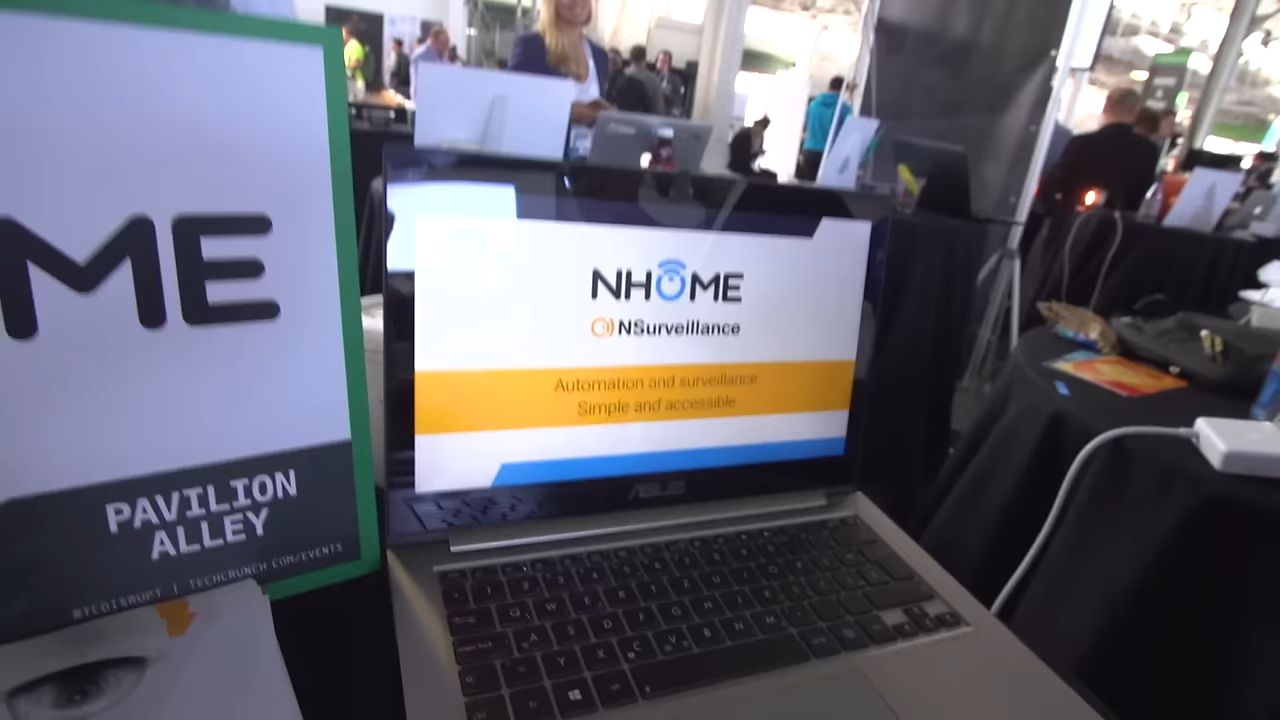 ME
PAVILION
ALLEY
#TCDISRUPT | TECHCRUNCH.COM/EVENTS
NHOME
NSurveillance
Automation and surveillance
Simple and accessible
ASUS